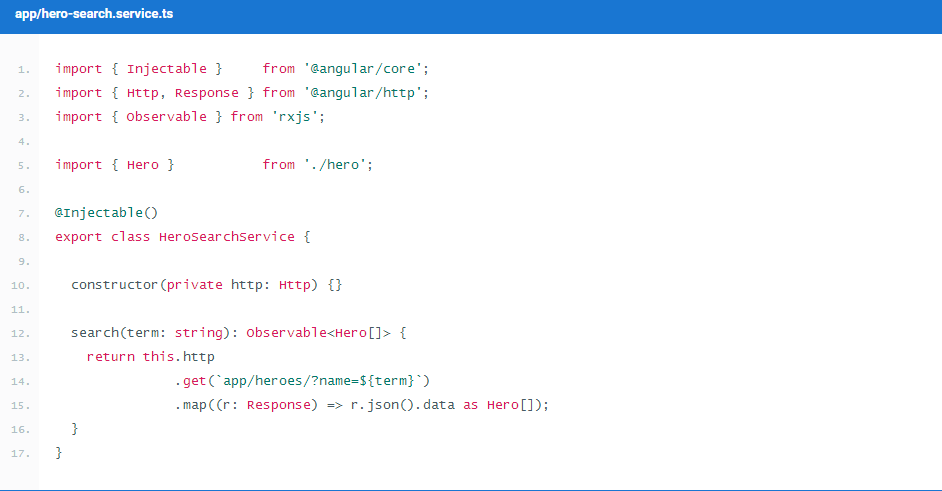 app/hero-search.service.ts
1. import { Injectable }     from '@angular/core';
2. import { Http, Response } from '@angular/http';
3. import { Observable } from 'rxjs';
4.
5. import { Hero }           from './hero';
6.
7. @Injectable()
8. export class HeroSearchService {
9.
10.   constructor(private http: Http) {}
11.
12.   search(term: string): Observable<Hero[]> {
13.     return this.http
14.                .get(`app/heroes/?name=${term}`)
15.                .map((r: Response) => r.json().data as Hero[]);
16.   }
17. }